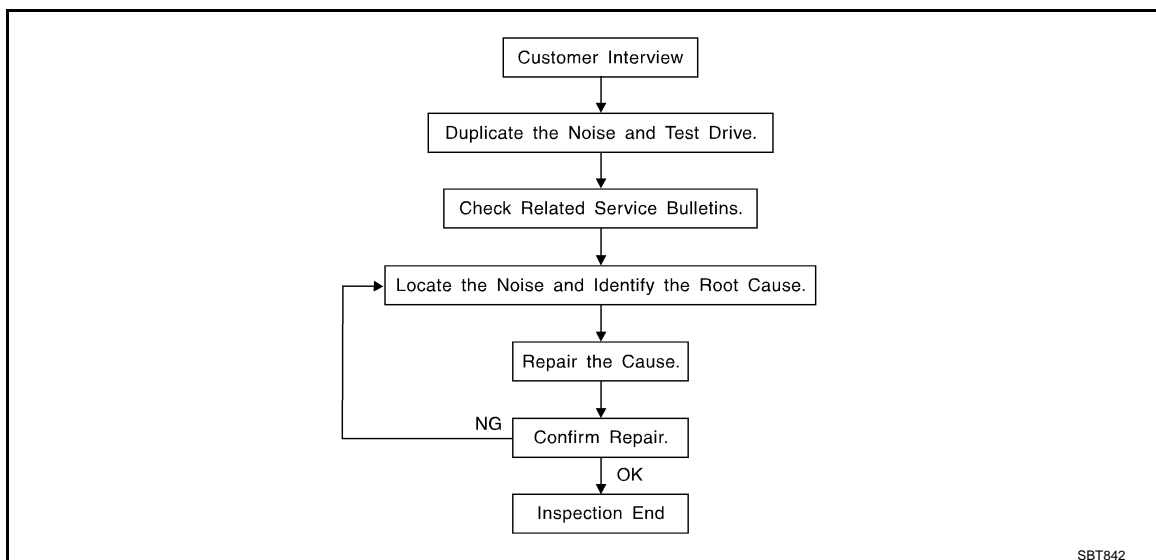 Customer Interview
Duplicate the Noise and Test Drive.
Check Related Service Bulletins.
Locate the Noise and Identify the Root Cause.
Repair the Cause.
NG
Confirm Repair.
OK
Inspection End
SBT842